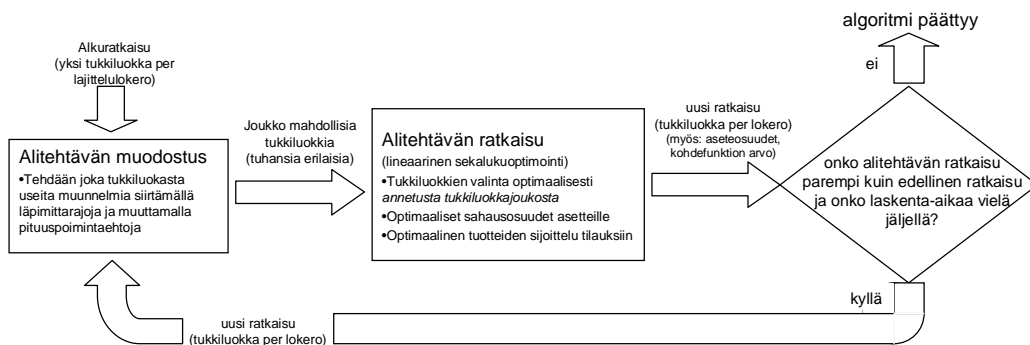 Alkuratkaisu
(yksi tukkiluokka per
lajittelulokero)
Alitehtävän muodostus
•Tehdään joka tukkiluokasta
useita muunnelmia siirtämällä
läpimittarajoja ja muuttamalla
pituuspoimintaehtoja
Joukko mahdollisia
tukkiluokkia
(tuhansia erilaisia)
Alitehtävän ratkaisu
(lineaarinen sekalukuoptimointi)
•Tukkiluokkien valinta optimaalisesti
annetusta tukkiluokkajoukosta
•Optimaaliset sahausosuudet asetteille
•Optimaalinen tuotteiden sijoittelu tilauksiin
uusi ratkaisu
(tukkiluokka per lokero)
(myös: aseteosuudet,
kohdefunktion arvo)
algoritmi päättyy
ei
onko alitehtävän ratkaisu
parempi kuin edellinen ratkaisu
ja onko laskenta-aikaa vielä
jäljellä?
kyllä
uusi ratkaisu
(tukkiluokka per lokero)